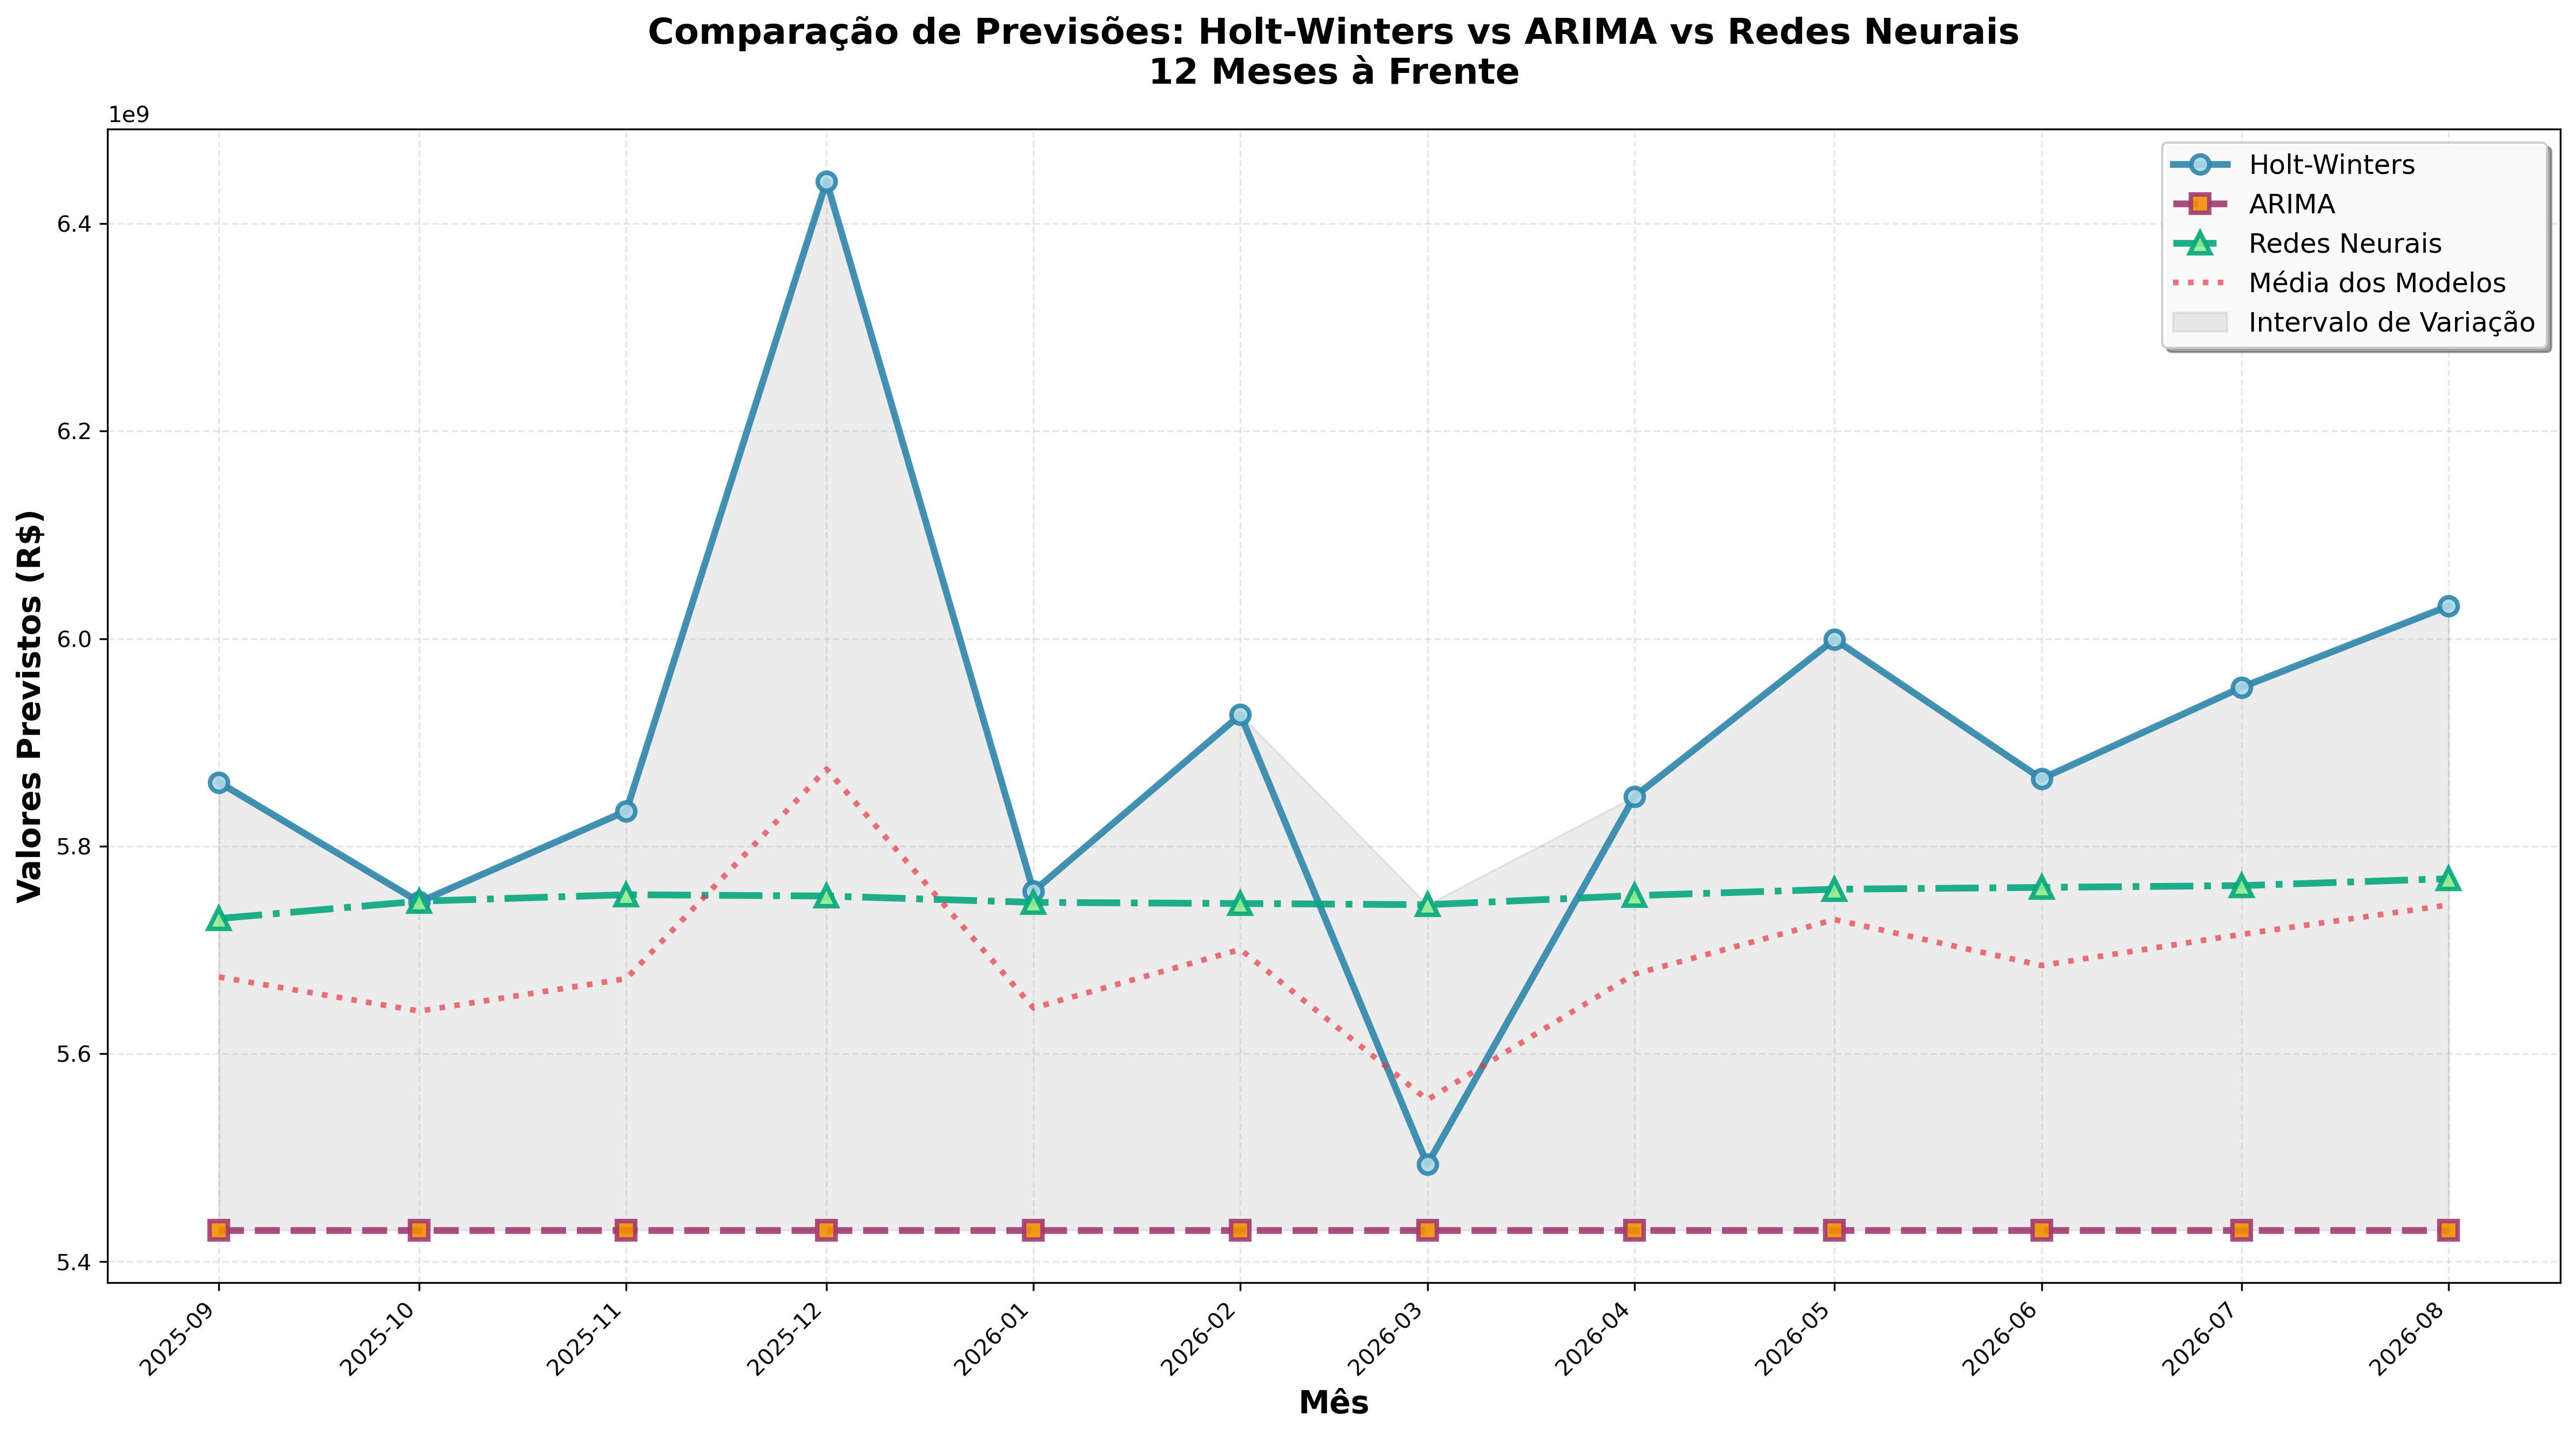 Comparação de Previsões: Holt-Winters vs ARIMA vs Redes Neurais
12 Meses à Frente
1e9
Holt-Winters
ARIMA
Redes Neurais
Média dos Modelos
Intervalo de Variação
6.4
6.2
6.0
5.8
5.6
5.4
Valores Previstos (R$)
2025-09
2025-10
2025-11
2025-12
2026-01
2026-02
2026-03
2026-04
2026-05
2026-06
2026-07
2026-08
Mês